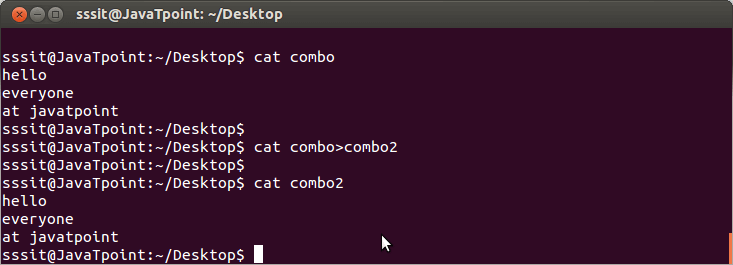 sssit@JavaTpoint: ~/Desktop
sssit@JavaTpoint:~/Desktop$ cat combo
hello
everyone
at javatpoint
sssit@JavaTpoint:~/Desktop$
sssit@JavaTpoint:~/Desktop$ cat combo>combo2
sssit@JavaTpoint:~/Desktop$
sssit@JavaTpoint:~/Desktop$ cat combo2
hello
everyone
at javatpoint
sssit@JavaTpoint:~/Desktop$